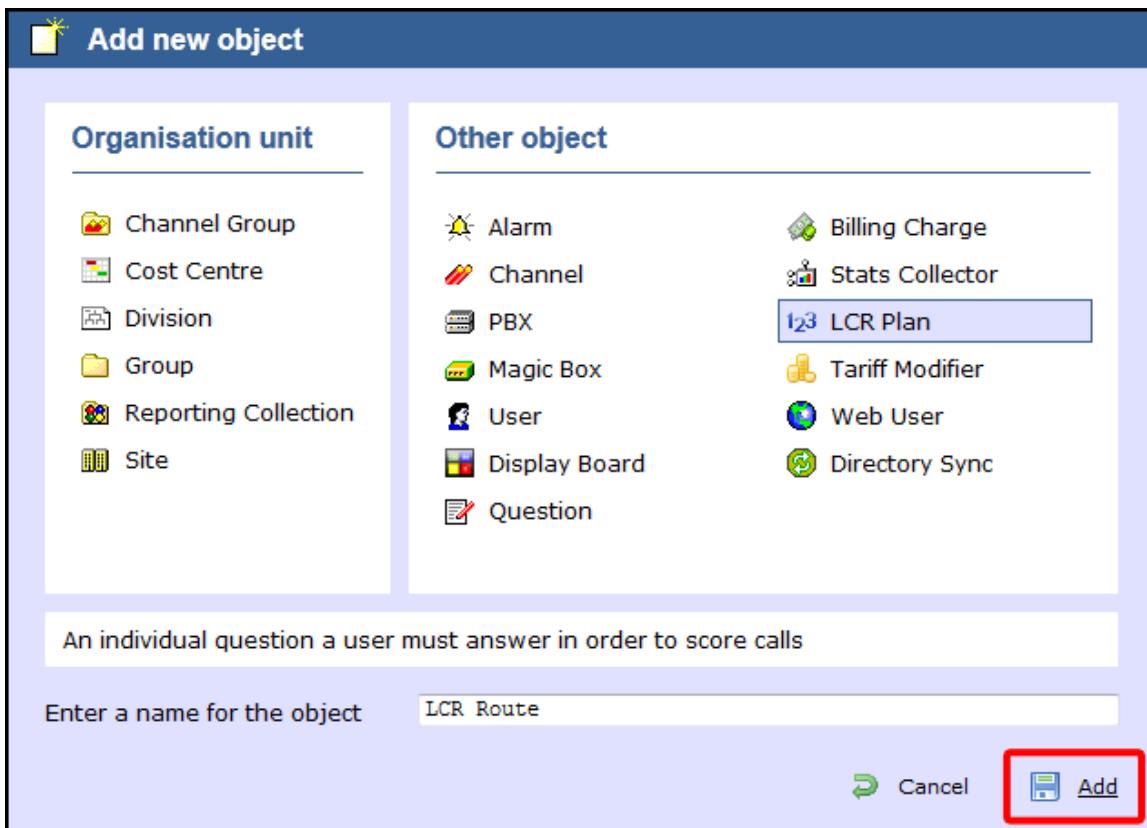 Add new object
Organisation unit
Channel Group
Cost Centre
Division
Group
Reporting Collection
Site
Other object
Alarm
Channel
PBX
Magic Box
User
Display Board
Question
Billing Charge
Stats Collector
123 LCR Plan
Tariff Modifier
Web User
Directory Sync
An individual question a user must answer in order to score calls
Enter a name for the object
LCR Route
Cancel
Add